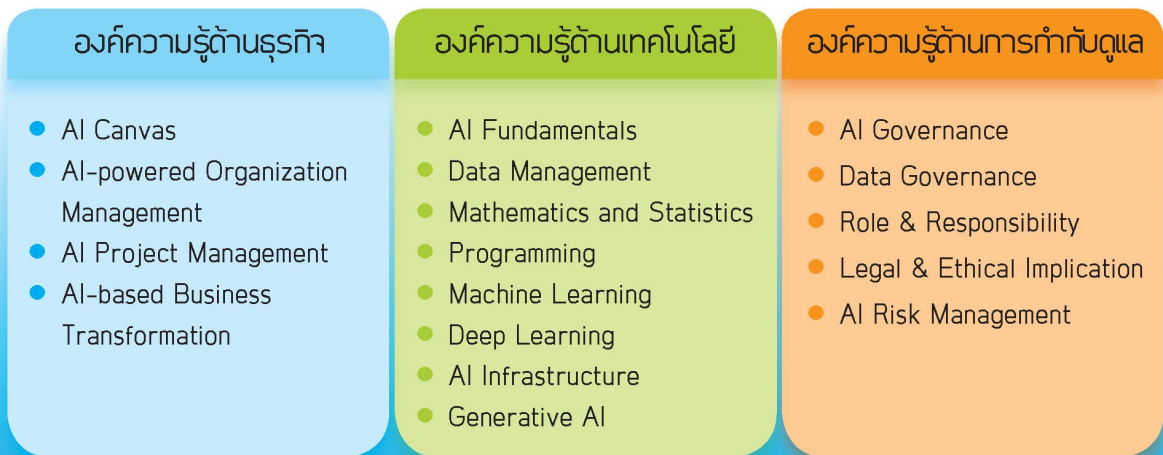 องค์ความรู้ด้านธุรกิจ
• AI Canvas
• AI-powered Organization
Management
• AI Project Management
• AI-based Business
Transformation
องค์ความรู้ด้านเทคโนโลยี
• AI Fundamentals
• Data Management
• Mathematics and Statistics
• Programming
• Machine Learning
• Deep Learning
• AI Infrastructure
• Generative AI
องค์ความรู้ด้านการกำกับดูแล
• AI Governance
• Data Governance
• Role & Responsibility
• Legal & Ethical Implication
• AI Risk Management